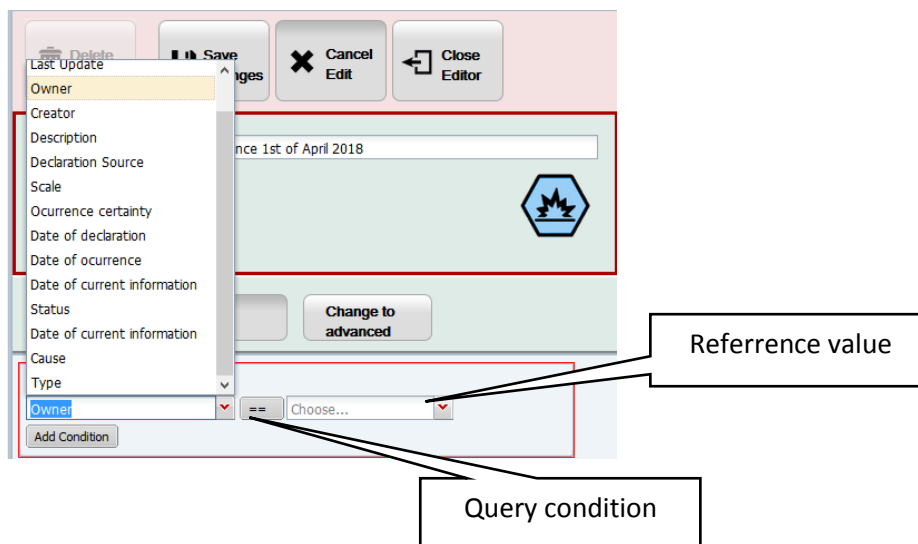 Delete
Save
nges
Cancel
Edit
Close
Editor
Last Update
Owner
Creator
Description
Declaration Source
Scale
Ocurrence certainty
Date of declaration
Date of ocurrence
Date of current information
Status
Date of current information
Cause
Type
nce 1st of April 2018
Change to
advanced
Owner
==
Choose...
Add Condition
Referrence value
Query condition